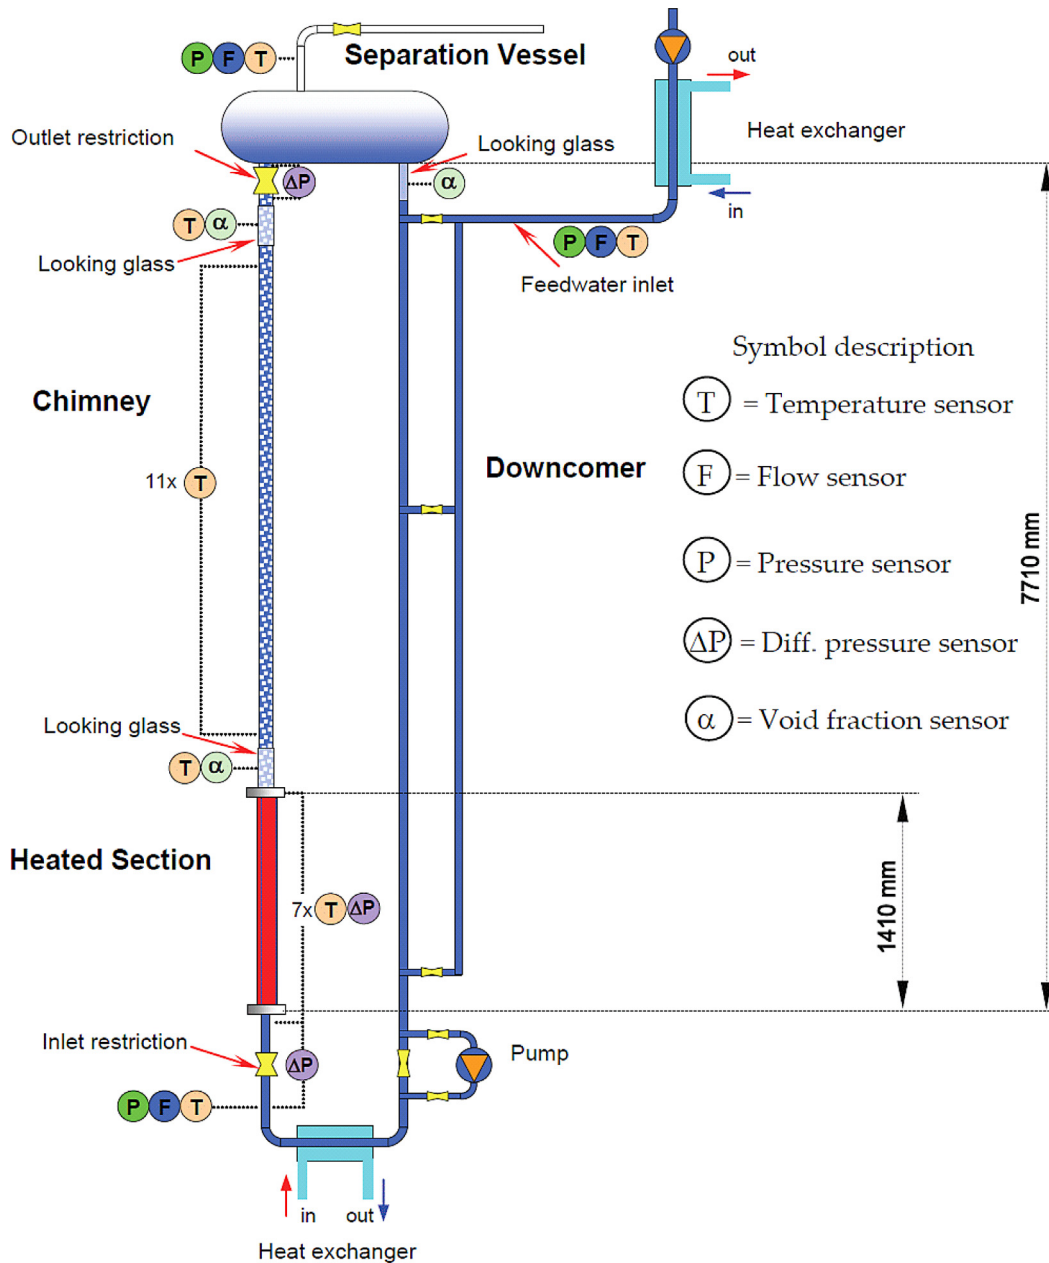 P F T
Separation Vessel
out
Heat exchanger
in
Outlet restriction
ΔP
Looking glass
α
T α
Looking glass
P F T
Feedwater inlet
Symbol description
T = Temperature sensor
F = Flow sensor
P = Pressure sensor
ΔP = Diff. pressure sensor
α = Void fraction sensor
Chimney
11x T
Downcomer
7710 mm
Looking glass
T α
Heated Section
7x T ΔP
1410 mm
Inlet restriction
ΔP
Pump
P F T
in
out
Heat exchanger